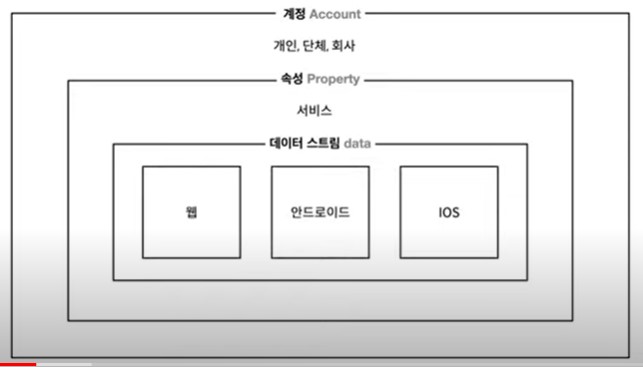 계정 Account
개인, 단체, 회사
속성 Property
서비스
데이터 스트림 data
웹
안드로이드
IOS